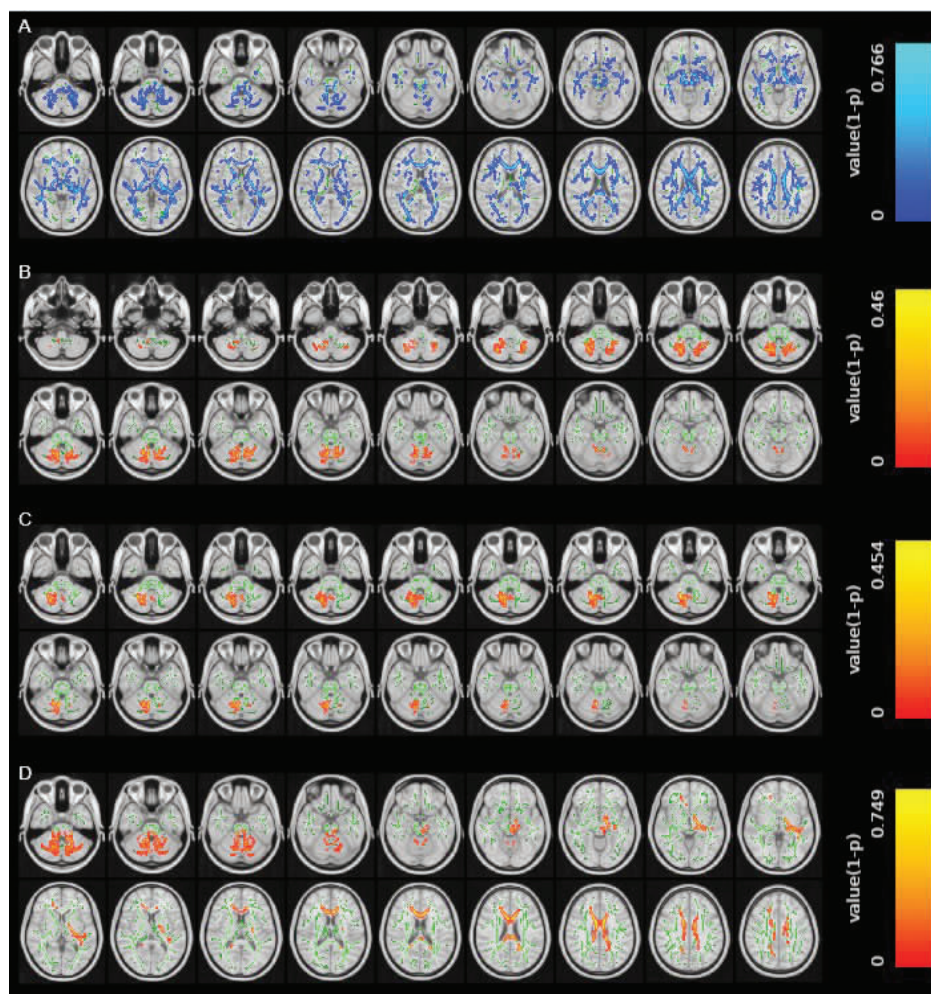 A
0.766
value(1-p)
0
B
0.46
value(1-p)
0
C
0.454
value(1-p)
0
D
0.749
value(1-p)
0